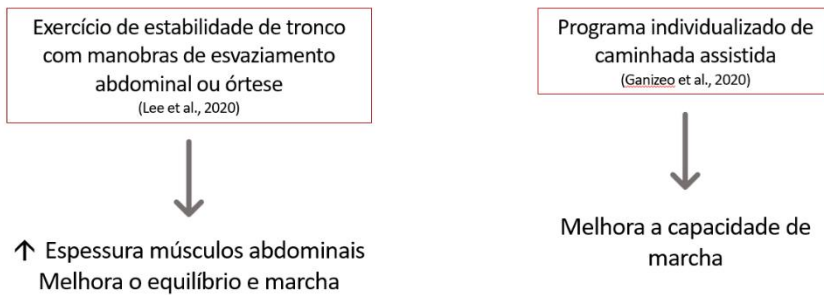 Exercício de estabilidade de tronco
com manobras de esvaziamento
abdominal ou órtese
(Lee et al., 2020)
↑ Espessura músculos abdominais
Melhora o equilíbrio e marcha
Programa individualizado de
caminhada assistida
(Ganizeo et al., 2020)
Melhora a capacidade de
marcha